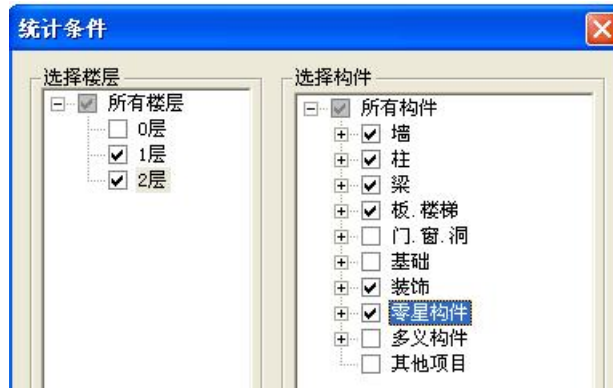 统计条件
选择楼层
所有楼层
0层
1层
2层
选择构件
所有构件
墙
柱
梁
板.楼梯
门.窗.洞
基础
装饰
零星构件
多义构件
其他项目